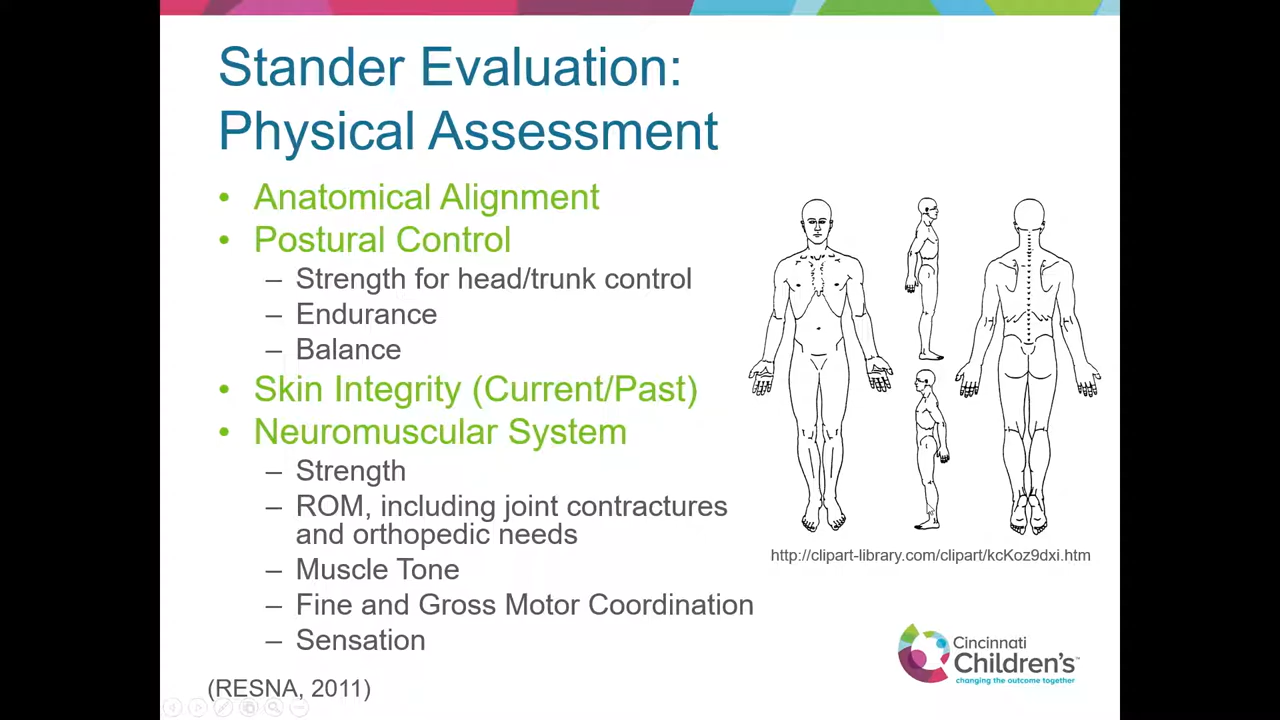 Stander Evaluation:
Physical Assessment
• Anatomical Alignment
• Postural Control
– Strength for head/trunk control
– Endurance
– Balance
• Skin Integrity (Current/Past)
• Neuromuscular System
– Strength
– ROM, including joint contractures
and orthopedic needs
– Muscle Tone
– Fine and Gross Motor Coordination
– Sensation
(RESNA, 2011)
http://clipart-library.com/clipart/kcKoz9dxi.htm
Cincinnati
Children's™
changing the outcome together